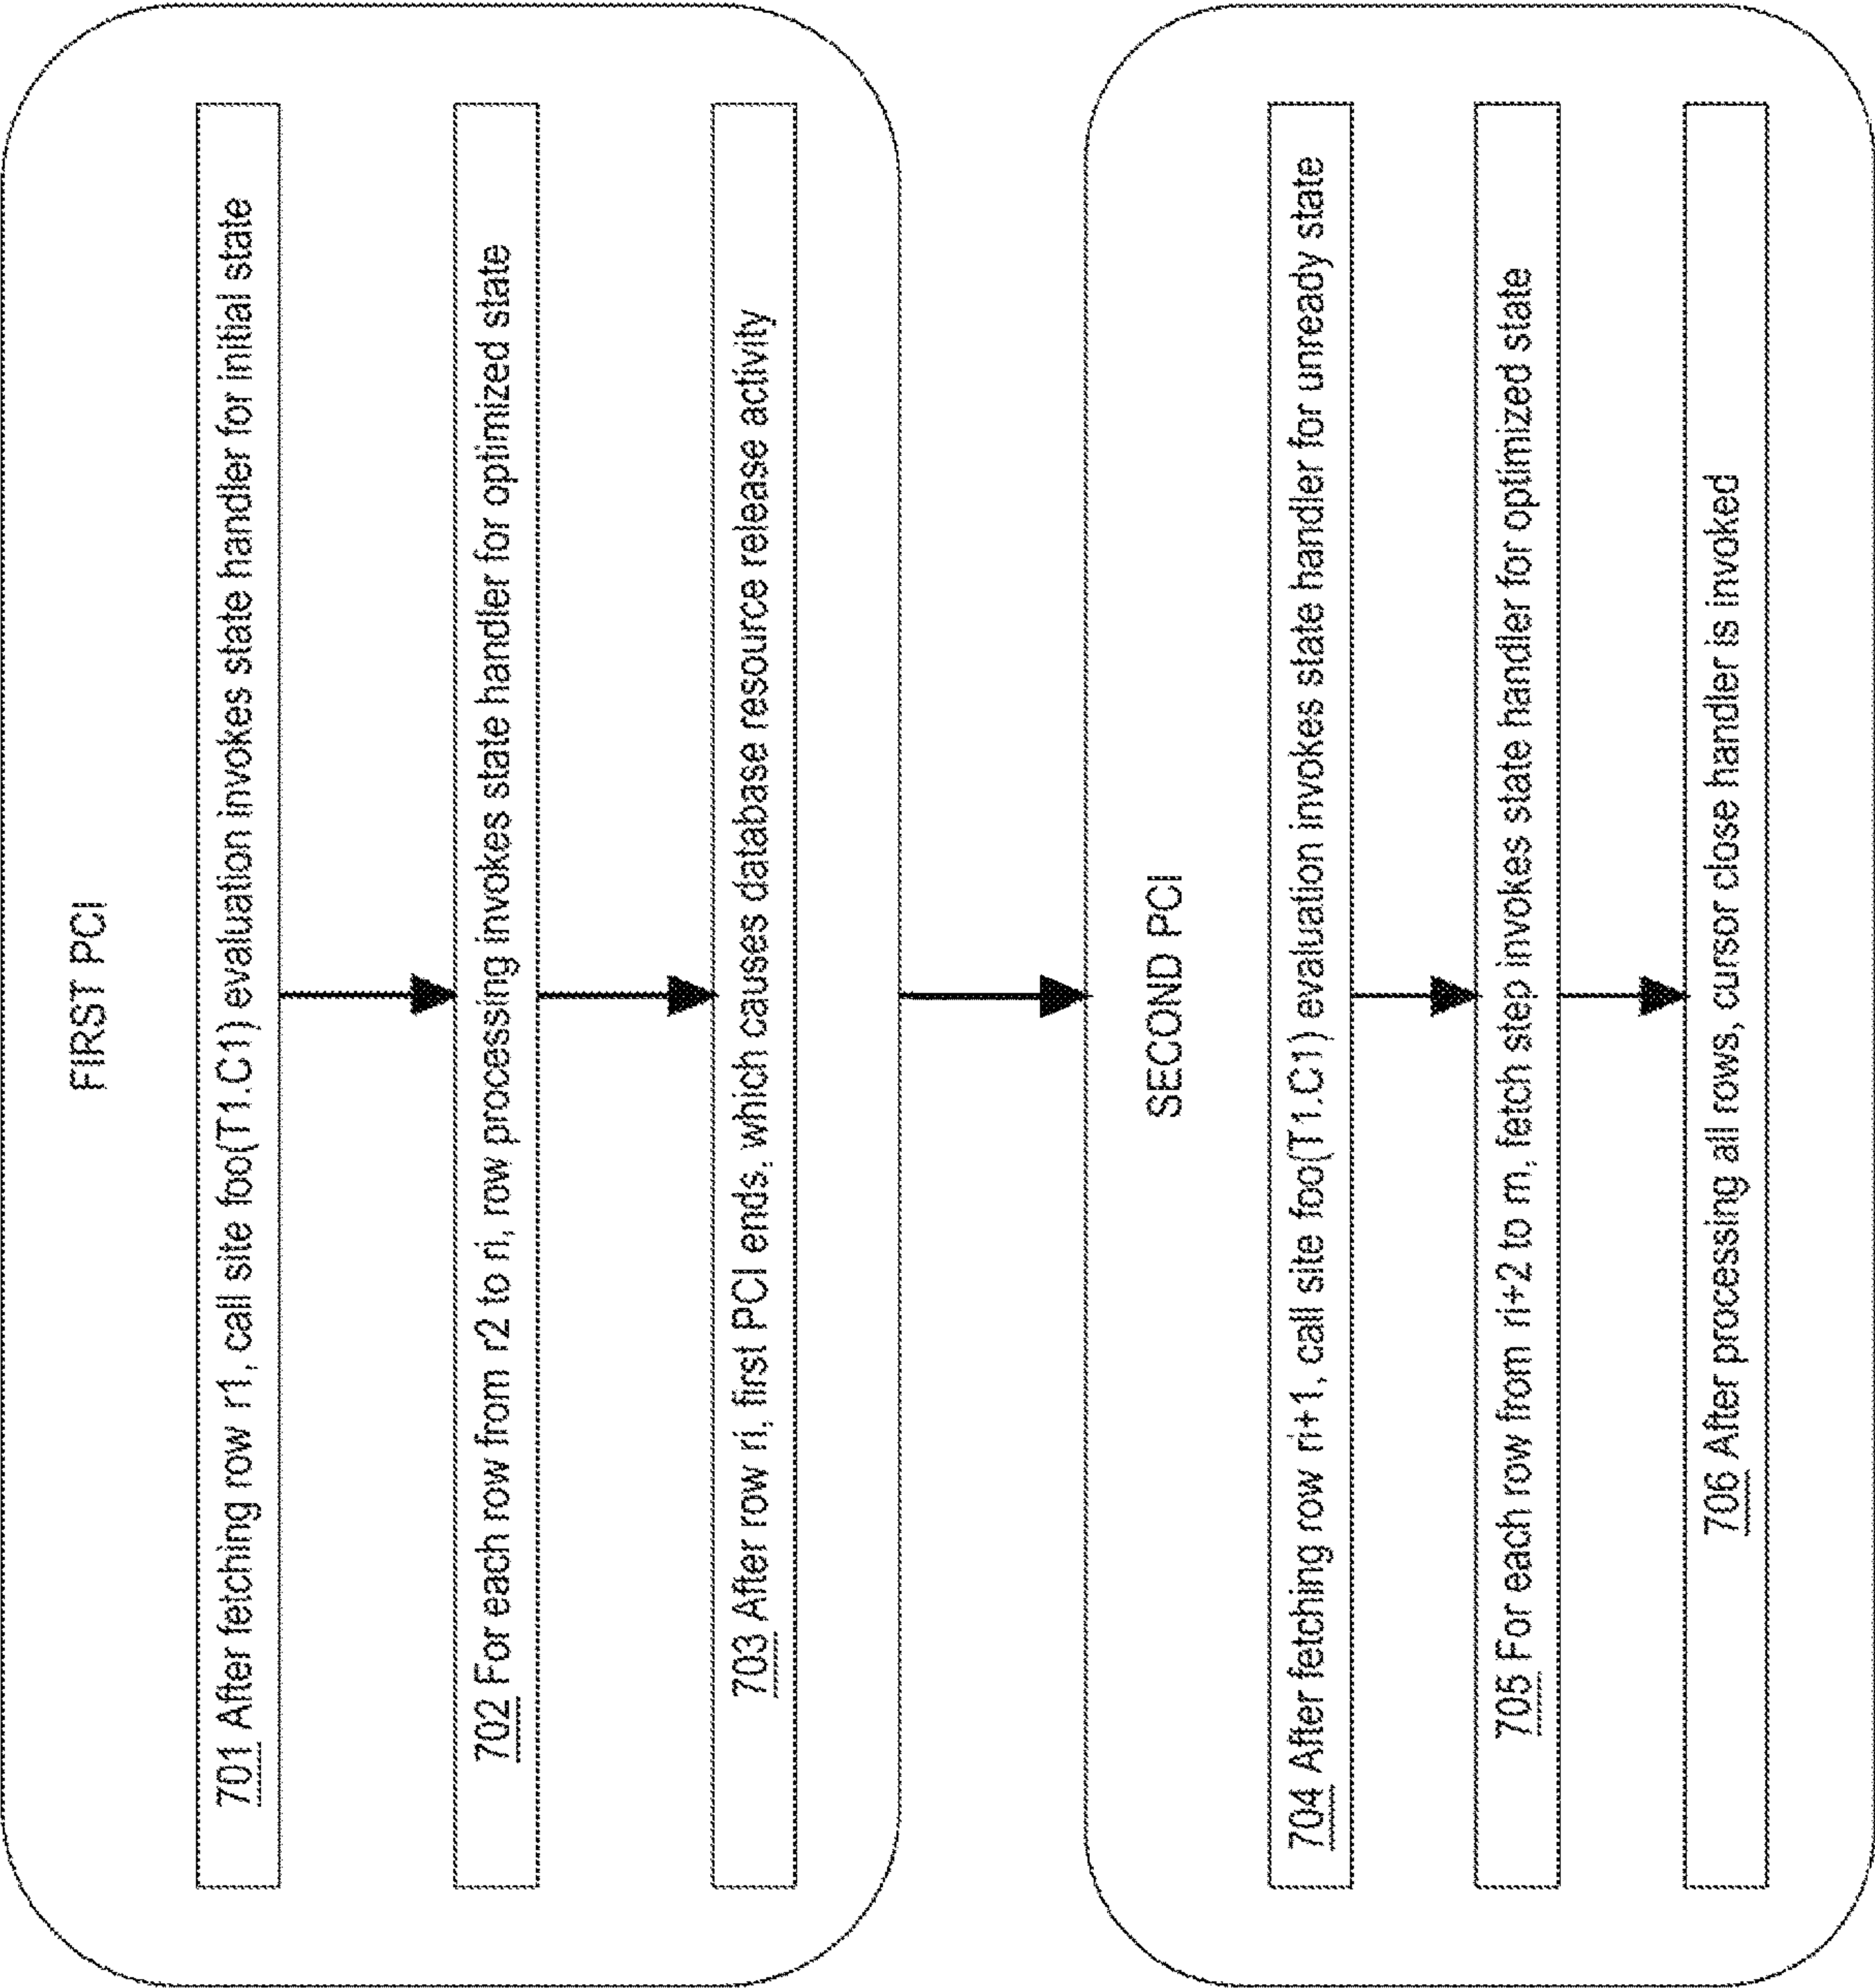 FIRST PCI
701 After fetching row r1, call site foo(T1.C1) evaluation invokes state handler for initial state
702 For each row from r2 to ri, row processing invokes state handler for optimized state
703 After row ri, first PCI ends, which causes database resource release activity
SECOND PCI
704 After fetching row ri+1, call site foo(T1.C1) evaluation invokes state handler for unready state
705 For each row from ri+2 to rn, fetch step invokes state handler for optimized state
706 After processing all rows, cursor close handler is invoked